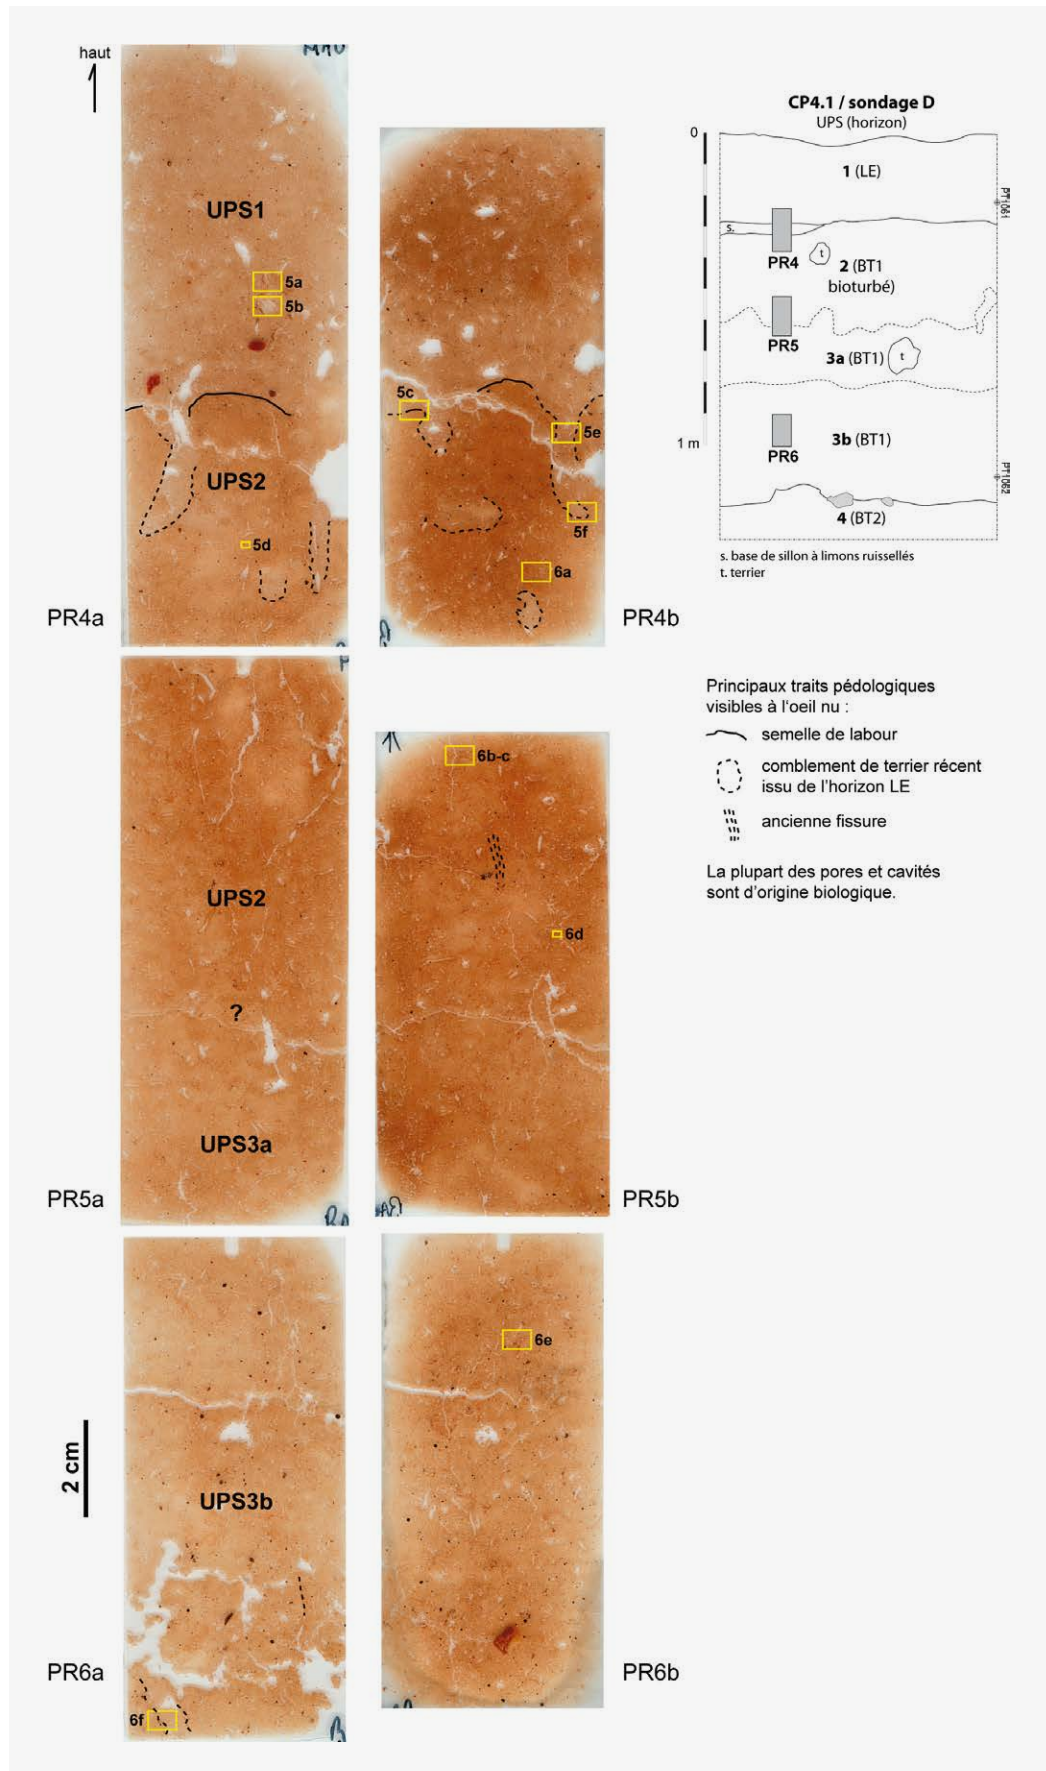 haut
UPS1
5a
5b
UPS2
5d
PR4a
5c
5e
5f
6a
PR4b
CP4.1 / sondage D
UPS (horizon)
0
1 (LE)
PT1061
s.
PR4
t
2 (BT1
bioturbé)
PR5
3a (BT1)
t
1 m
PR6
3b (BT1)
PT1062
4 (BT2)
s. base de sillon à limons ruissellés
t. terrier
Principaux traits pédologiques
visibles à l'oeil nu :
semelle de labour
comblement de terrier récent
issu de l'horizon LE
ancienne fissure
La plupart des pores et cavités
sont d'origine biologique.
UPS2
?
UPS3a
PR5a
6b-c
6d
PR5b
2 cm
UPS3b
6f
PR6a
6e
PR6b